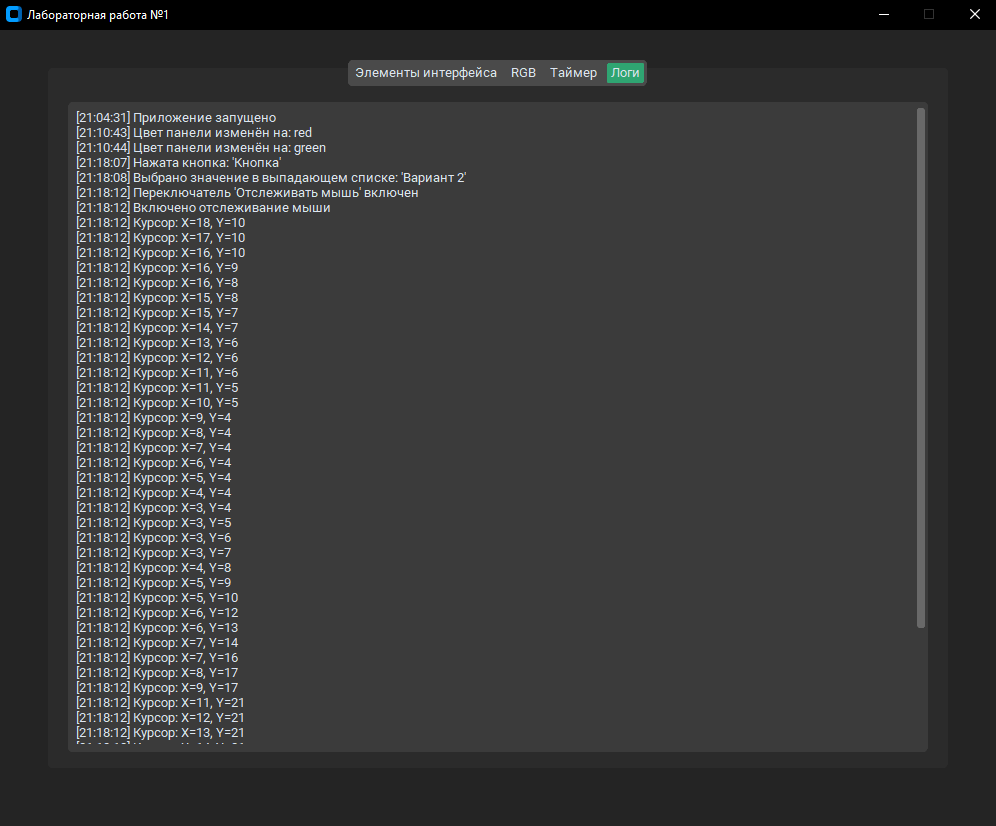 Лабораторная работа №1
Элементы интерфейса RGB Таймер Логи
[21:04:31] Приложение запущено
[21:10:43] Цвет панели изменён на: red
[21:10:44] Цвет панели изменён на: green
[21:18:07] Нажата кнопка: 'Кнопка'
[21:18:08] Выбрано значение в выпадающем списке: 'Вариант 2'
[21:18:12] Переключатель 'Отслеживать мышь' включен
[21:18:12] Включено отслеживание мыши
[21:18:12] Курсор: X=18, Y=10
[21:18:12] Курсор: X=17, Y=10
[21:18:12] Курсор: X=16, Y=10
[21:18:12] Курсор: X=16, Y=9
[21:18:12] Курсор: X=16, Y=8
[21:18:12] Курсор: X=15, Y=8
[21:18:12] Курсор: X=15, Y=7
[21:18:12] Курсор: X=14, Y=7
[21:18:12] Курсор: X=13, Y=6
[21:18:12] Курсор: X=12, Y=6
[21:18:12] Курсор: X=11, Y=6
[21:18:12] Курсор: X=11, Y=5
[21:18:12] Курсор: X=10, Y=5
[21:18:12] Курсор: X=9, Y=4
[21:18:12] Курсор: X=8, Y=4
[21:18:12] Курсор: X=7, Y=4
[21:18:12] Курсор: X=6, Y=4
[21:18:12] Курсор: X=5, Y=4
[21:18:12] Курсор: X=4, Y=4
[21:18:12] Курсор: X=3, Y=4
[21:18:12] Курсор: X=3, Y=5
[21:18:12] Курсор: X=3, Y=6
[21:18:12] Курсор: X=3, Y=7
[21:18:12] Курсор: X=4, Y=8
[21:18:12] Курсор: X=5, Y=9
[21:18:12] Курсор: X=5, Y=10
[21:18:12] Курсор: X=6, Y=12
[21:18:12] Курсор: X=6, Y=13
[21:18:12] Курсор: X=7, Y=14
[21:18:12] Курсор: X=7, Y=16
[21:18:12] Курсор: X=8, Y=17
[21:18:12] Курсор: X=9, Y=17
[21:18:12] Курсор: X=11, Y=21
[21:18:12] Курсор: X=12, Y=21
[21:18:12] Курсор: X=13, Y=21